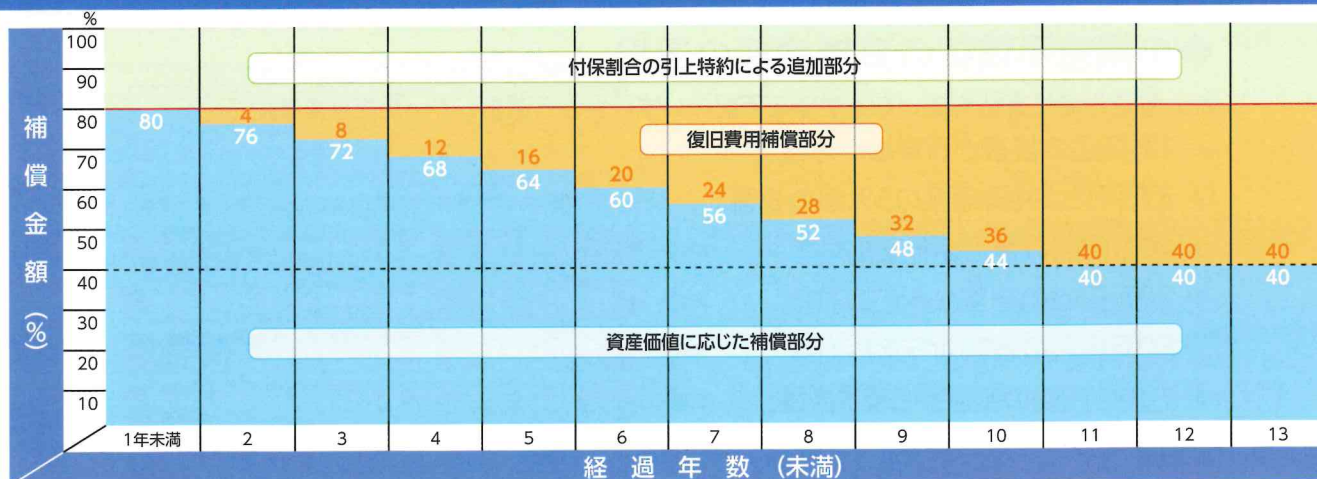 %
100
付保割合の引上特約による追加部分
90
補償金額(%)
80
80 4 8 12 16 20 24 28 32 36 40 40 40
76 72 68 64 60 56 52 48 44 40 40 40
復旧費用補償部分
70
60
50
40
30
資産価値に応じた補償部分
20
10
1年未満 2 3 4 5 6 7 8 9 10 11 12 13
経過年数(未満)